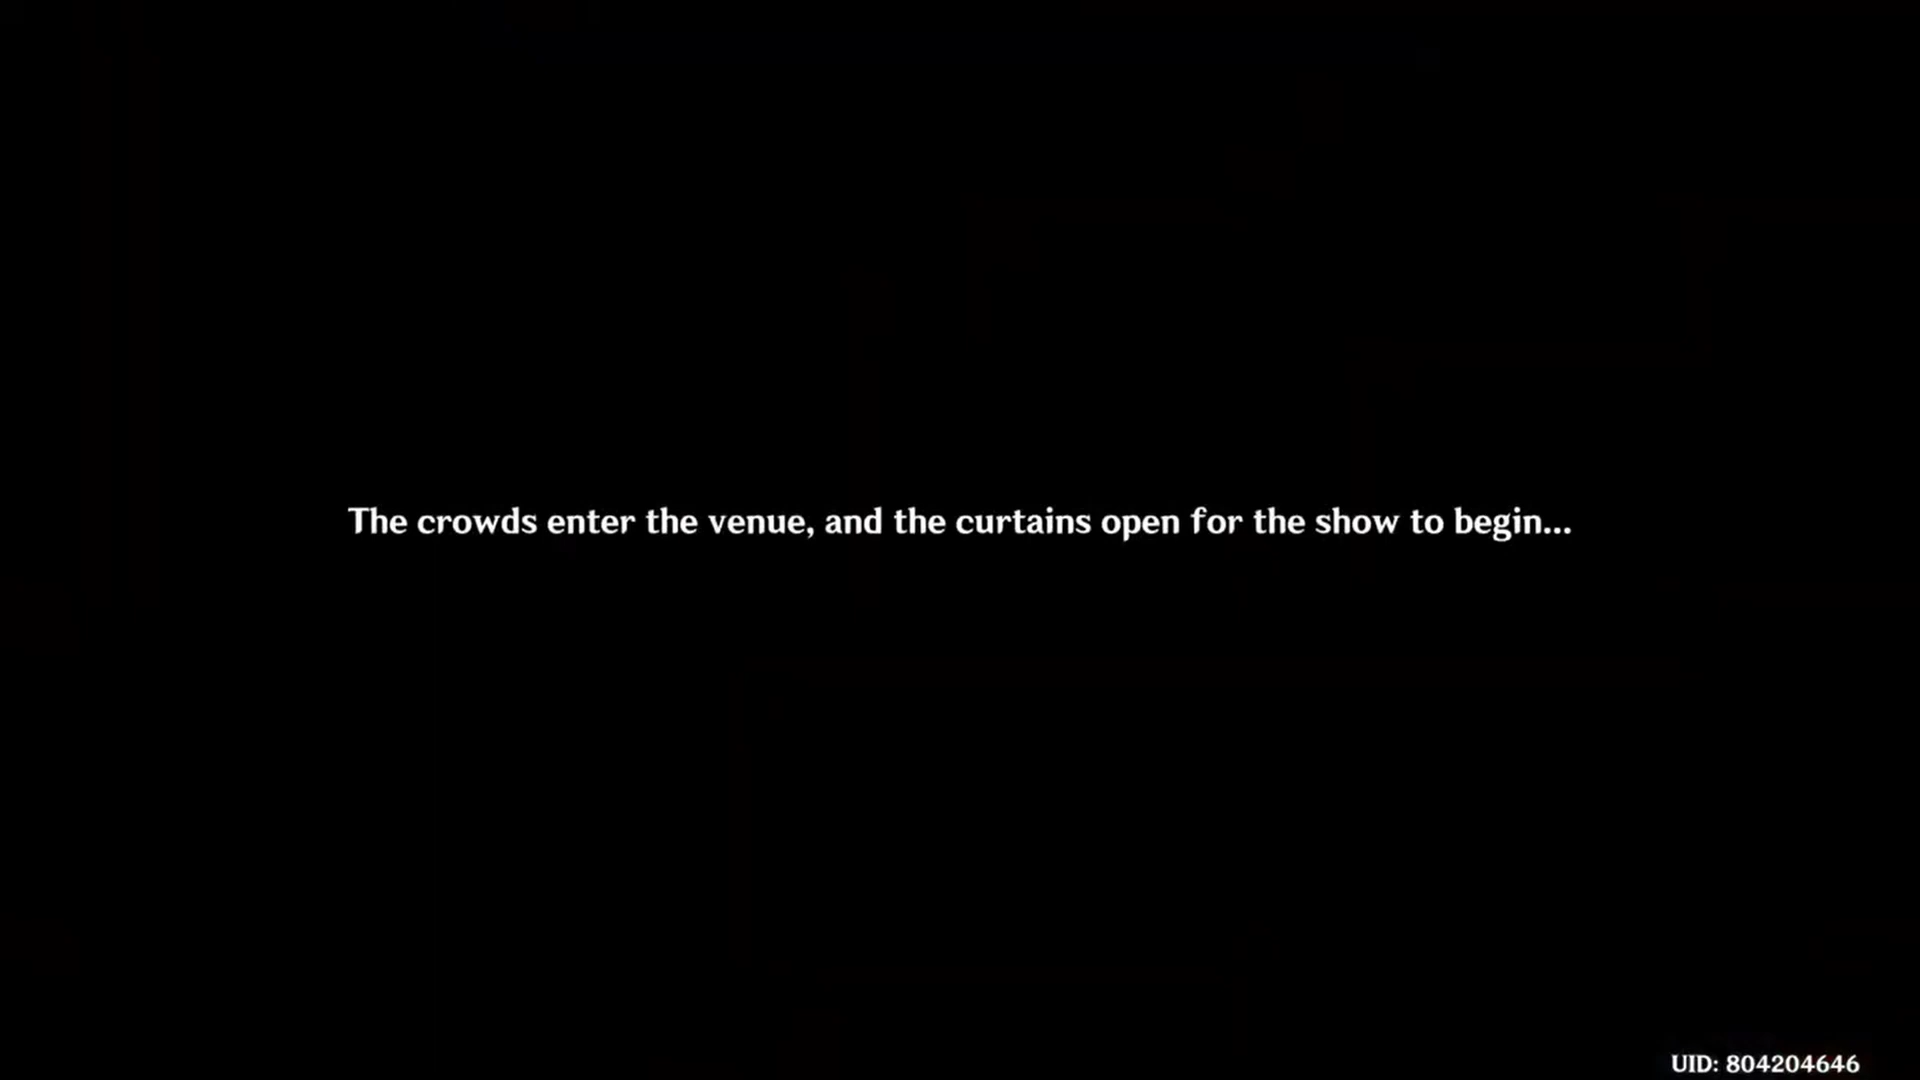 The crowds enter the venue, and the curtains open for the show to begin...
UID: 804204646